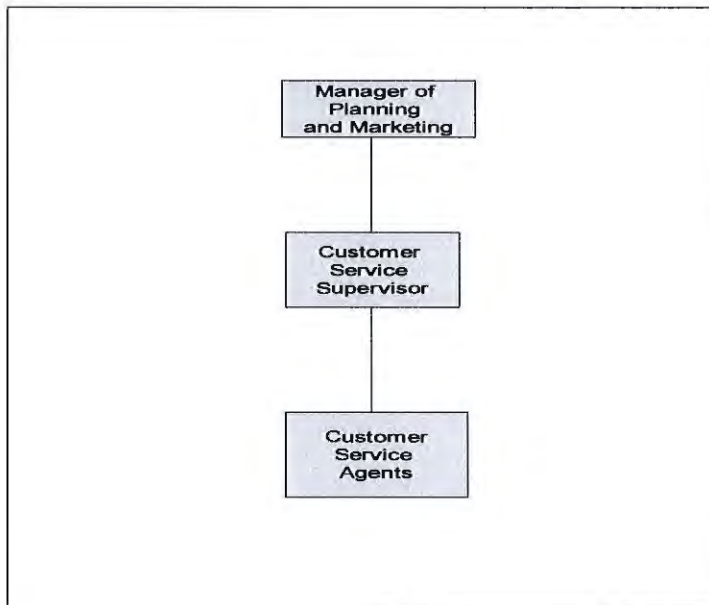 Manager of
Planning
and Marketing
Customer
Service
Supervisor
Customer
Service
Agents